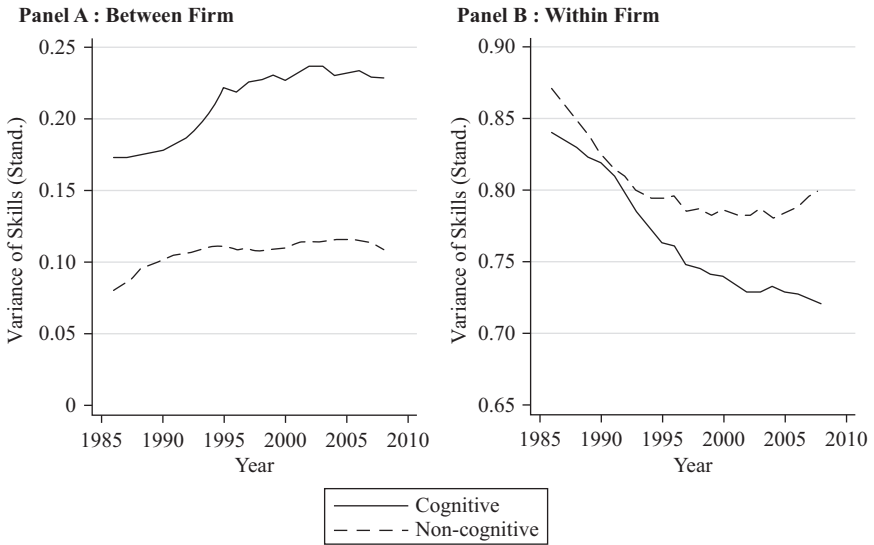 Panel A : Between Firm
0.25
0.20
0.15
0.10
0.05
0
Variance of Skills (Stand.)
1985 1990 1995 2000 2005 2010
Year
Panel B : Within Firm
0.90
0.85
0.80
0.75
0.70
0.65
Variance of Skills (Stand.)
1985 1990 1995 2000 2005 2010
Year
Cognitive
Non-cognitive